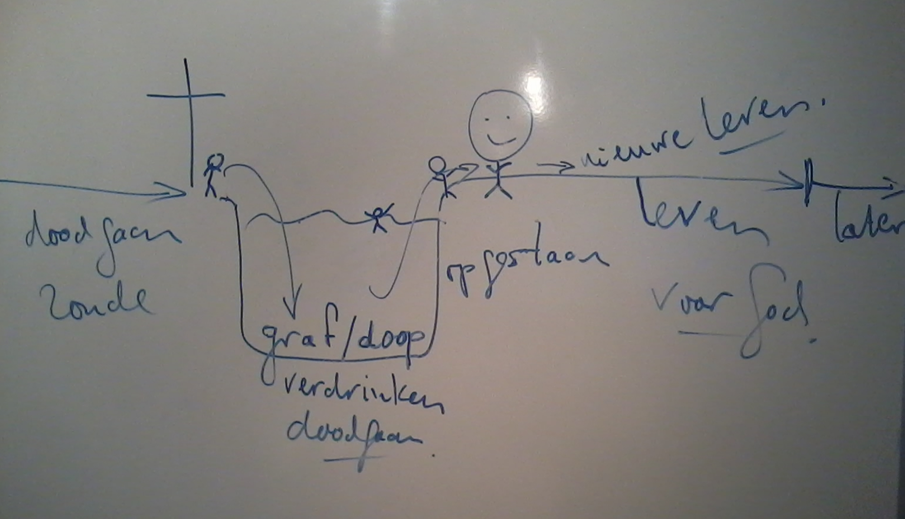 doodgaan
zonde
graf/doop
verdrinken
doodgaan.
opgestaan
nieuwe leven.
leven
voor God.
later